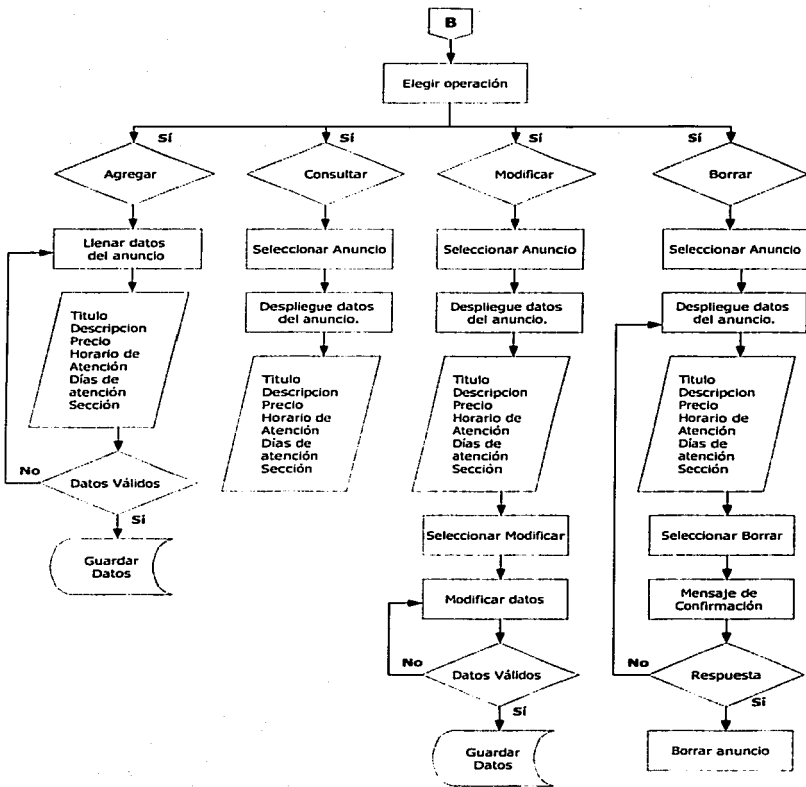 B
Elegir operación
Sí
Sí
Sí
Sí
Agregar
Consultar
Modificar
Borrar
Llenar datos
del anuncio
Seleccionar Anuncio
Seleccionar Anuncio
Seleccionar Anuncio
Despliegue datos
del anuncio.
Despliegue datos
del anuncio.
Despliegue datos
del anuncio.
Titulo
Descripcion
Precio
Horario de
Atención
Días de
atención
Sección
Titulo
Descripcion
Precio
Horario de
Atención
Días de
atención
Sección
Titulo
Descripcion
Precio
Horario de
Atención
Días de
atención
Sección
Titulo
Descripcion
Precio
Horario de
Atención
Días de
atención
Sección
No
Datos Válidos
Sí
Guardar
Datos
Seleccionar Modificar
Modificar datos
No
Datos Válidos
Sí
Guardar
Datos
Seleccionar Borrar
Mensaje de
Confirmación
No
Respuesta
Sí
Borrar anuncio